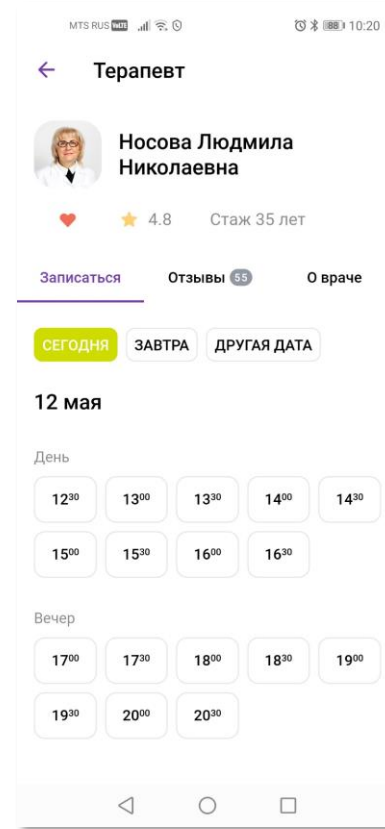 MTS RUS VoLTE 88 10:20
Терапевт
Носова Людмила
Николаевна
4.8 Стаж 35 лет
Записаться Отзывы 55 О враче
СЕГОДНЯ ЗАВТРА ДРУГАЯ ДАТА
12 мая
День
12³⁰ 13⁰⁰ 13³⁰ 14⁰⁰ 14³⁰
15⁰⁰ 15³⁰ 16⁰⁰ 16³⁰
Вечер
17⁰⁰ 17³⁰ 18⁰⁰ 18³⁰ 19⁰⁰
19³⁰ 20⁰⁰ 20³⁰